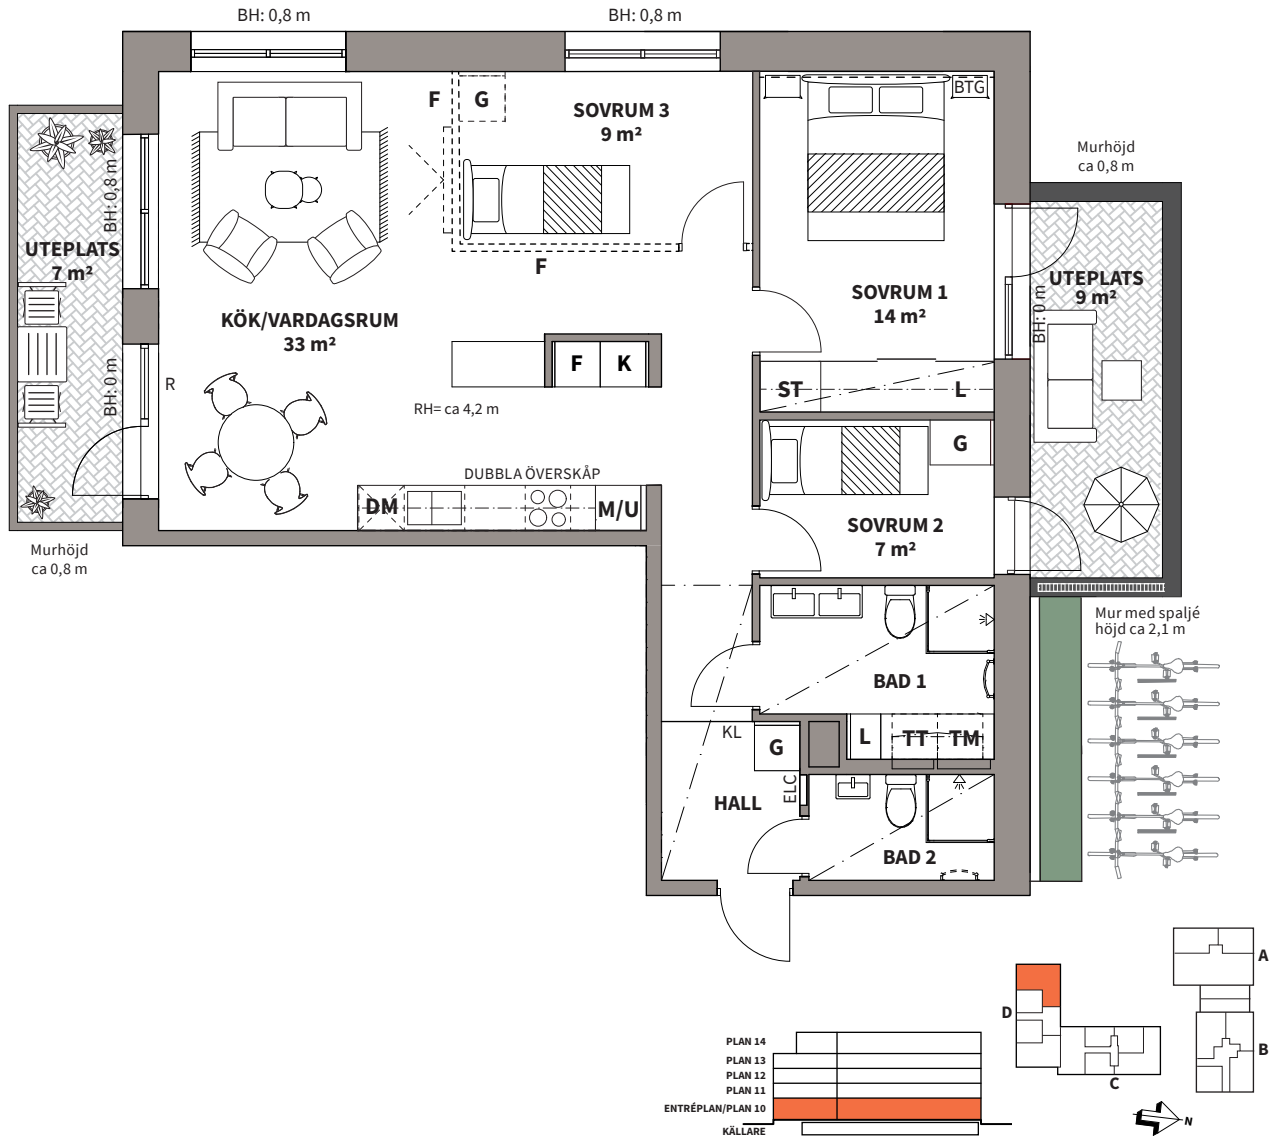 BH: 0,8 m
BH: 0,8 m
F
G
SOVRUM 3
9 m²
BTG
Murhöjd
ca 0,8 m
BH: 0,8 m
UTEPLATS
7 m²
F
SOVRUM 1
14 m²
UTEPLATS
9 m²
BH: 0 m
KÖK/VARDAGSRUM
33 m²
F
K
BH:0 m
R
ST
L
RH= ca 4,2 m
G
DUBBLA ÖVERSKÅP
DM
M/U
SOVRUM 2
7 m²
Murhöjd
ca 0,8 m
Mur med spaljé
höjd ca 2,1 m
BAD 1
KL
G
L
TT
TM
ELC
HALL
BAD 2
A
D
B
C
N
PLAN 14
PLAN 13
PLAN 12
PLAN 11
ENTRÉPLAN/PLAN 10
KÄLLARE